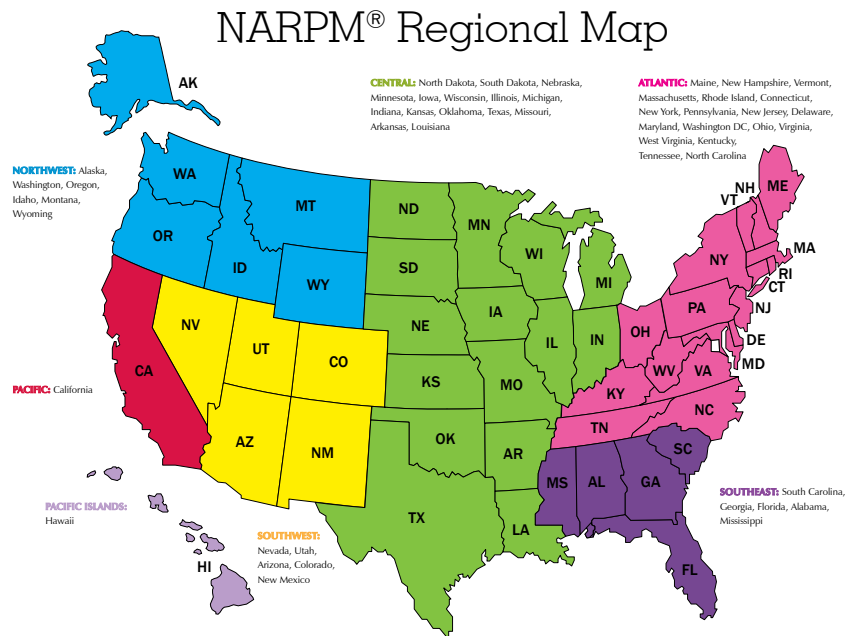 NARPM® Regional Map
CENTRAL: North Dakota, South Dakota, Nebraska,
Minnesota, Iowa, Wisconsin, Illinois, Michigan,
Indiana, Kansas, Oklahoma, Texas, Missouri,
Arkansas, Louisiana
ATLANTIC: Maine, New Hampshire, Vermont,
Massachusetts, Rhode Island, Connecticut,
New York, Pennsylvania, New Jersey, Delaware,
Maryland, Washington DC, Ohio, Virginia,
West Virginia, Kentucky,
Tennessee, North Carolina
NORTHWEST: Alaska,
Washington, Oregon,
Idaho, Montana,
Wyoming
PACIFIC: California
PACIFIC ISLANDS:
Hawaii
SOUTHWEST:
Nevada, Utah,
Arizona, Colorado,
New Mexico
SOUTHEAST: South Carolina,
Georgia, Florida, Alabama,
Mississippi
AK
WA
OR
ID
MT
WY
CA
NV
UT
CO
AZ
NM
HI
ND
SD
NE
KS
OK
TX
MN
IA
MO
AR
LA
WI
IL
MI
IN
OH
KY
TN
WV
VA
NC
PA
NY
VT
NH
ME
MA
RI
CT
NJ
DE
MD
MS
AL
GA
SC
FL